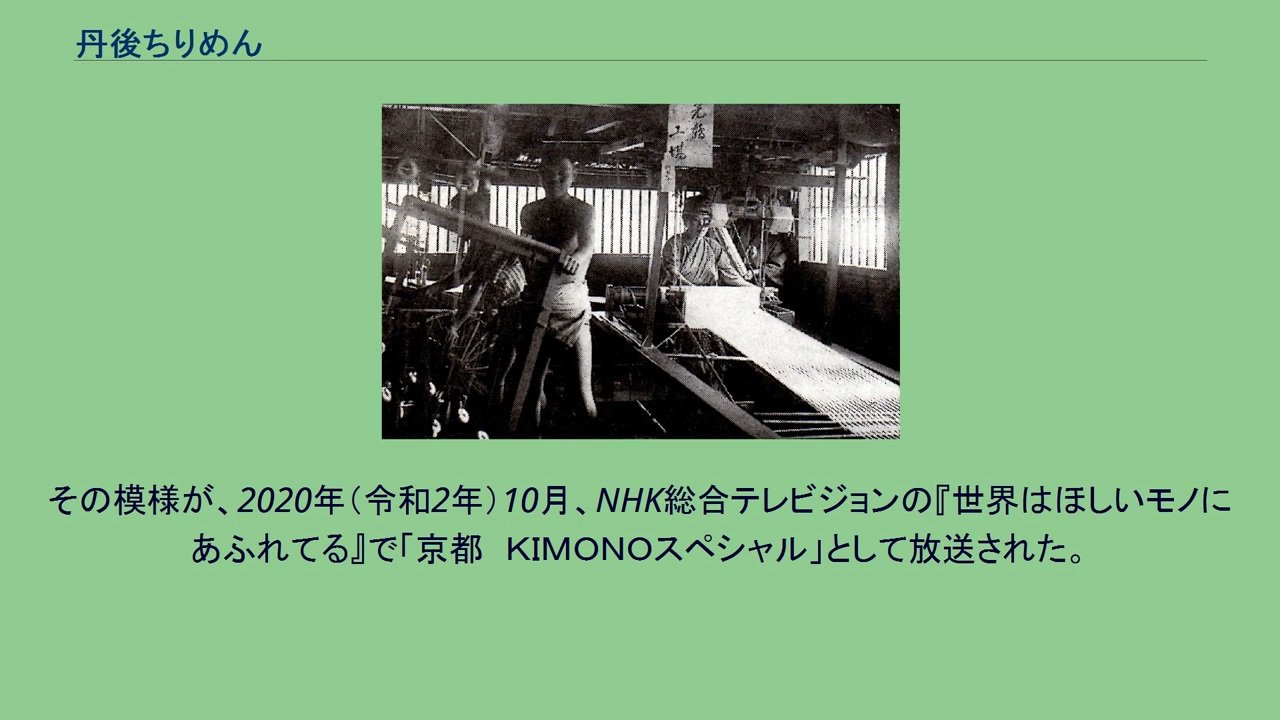 丹後ちりめん
工場
その模様が、2020年(令和2年)10月、NHK総合テレビジョンの『世界はほしいモノに
あふれてる』で「京都　KIMONOスペシャル」として放送された。